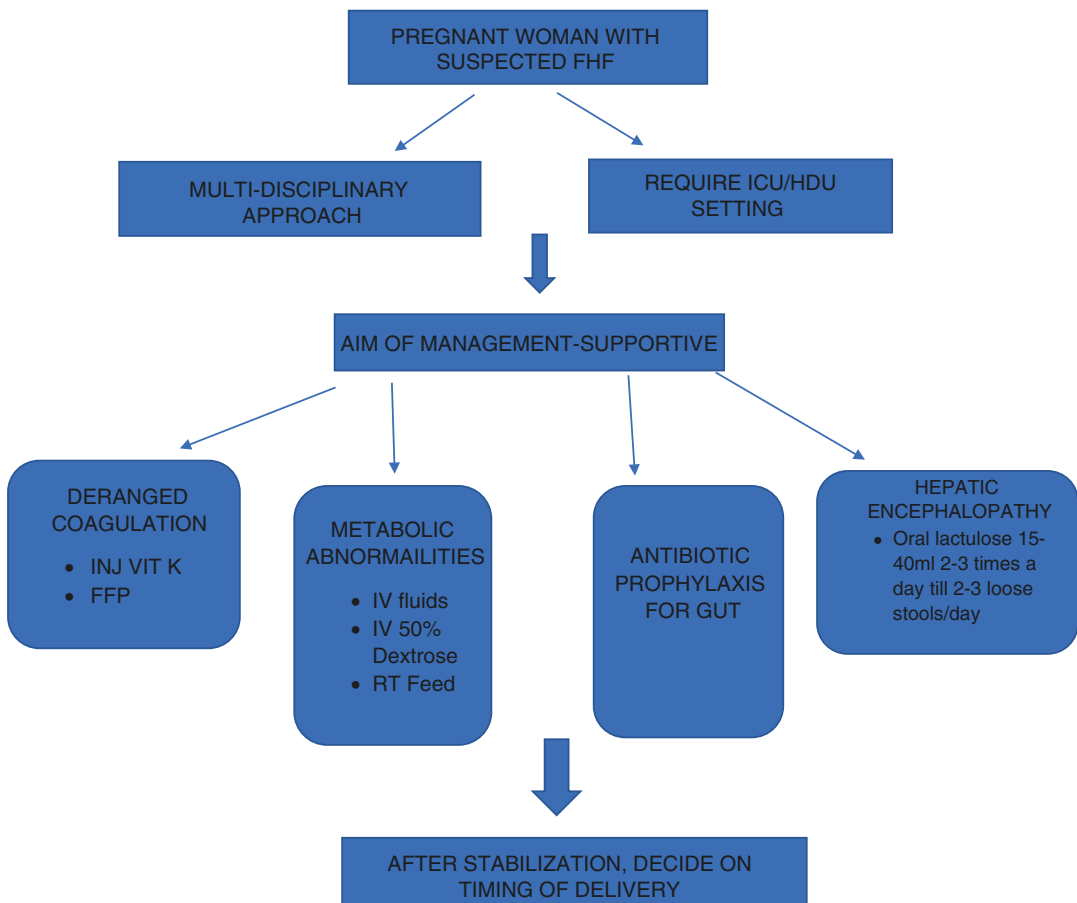 PREGNANT WOMAN WITH
SUSPECTED FHF
MULTI-DISCIPLINARY
APPROACH
REQUIRE ICU/HDU
SETTING
AIM OF MANAGEMENT-SUPPORTIVE
DERANGED
COAGULATION
• INJ VIT K
• FFP
METABOLIC
ABNORMAILITIES
• IV fluids
• IV 50%
Dextrose
• RT Feed
ANTIBIOTIC
PROPHYLAXIS
FOR GUT
HEPATIC
ENCEPHALOPATHY
• Oral lactulose 15-
40ml 2-3 times a
day till 2-3 loose
stools/day
AFTER STABILIZATION, DECIDE ON
TIMING OF DELIVERY